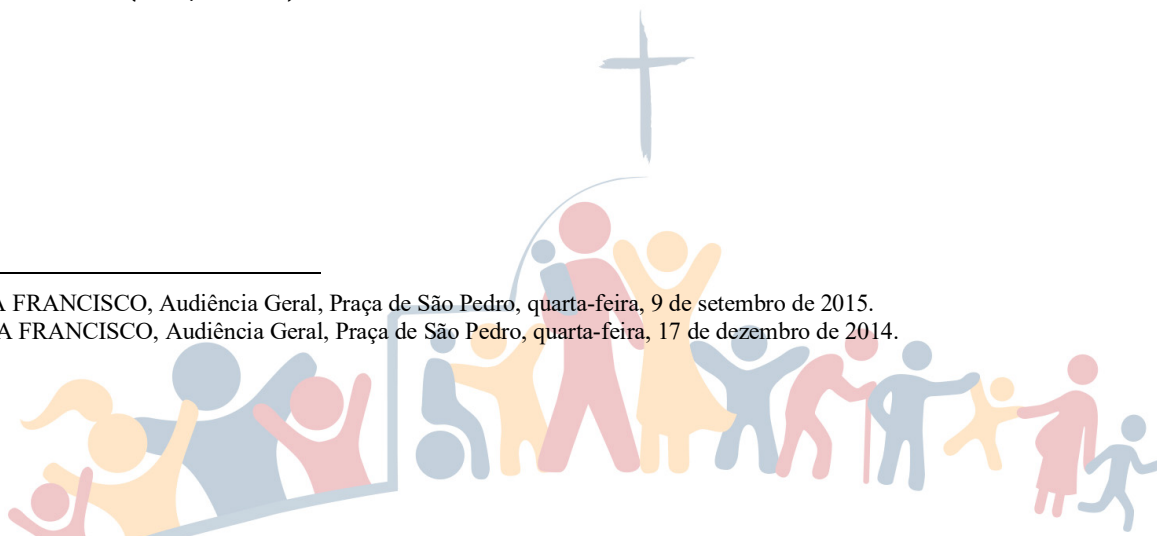 A FRANCISCO, Audiência Geral, Praça de São Pedro, quarta-feira, 9 de setembro de 2015.
A FRANCISCO, Audiência Geral, Praça de São Pedro, quarta-feira, 17 de dezembro de 2014.